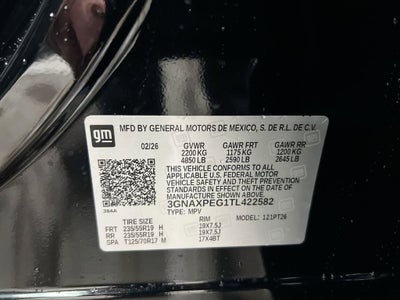 gm
MFD BY GENERAL MOTORS DE MEXICO, S. DE R.L. DE C.V.
02/26 GVWR GAWR FRT GAWR RR
2200 KG 1175 KG 1200 KG
4850 LB 2590 LB 2645 LB
THIS VEHICLE CONFORMS TO ALL
APPLICABLE U.S. FEDERAL MOTOR VEHICLE
SAFETY, BUMPER, AND THEFT PREVENTION
STANDARDS IN EFFECT ON THE DATE OF
MANUFACTURE SHOWN ABOVE.
3GNAXPEG1TL422582
TYPE: MPV MODEL: 121PT26
384A
TIRE SIZE RIM
FRT 235/55R19 H 19X7.5J
RR 235/55R19 H 19X7.5J
SPA T125/70R17 M 17X4BT